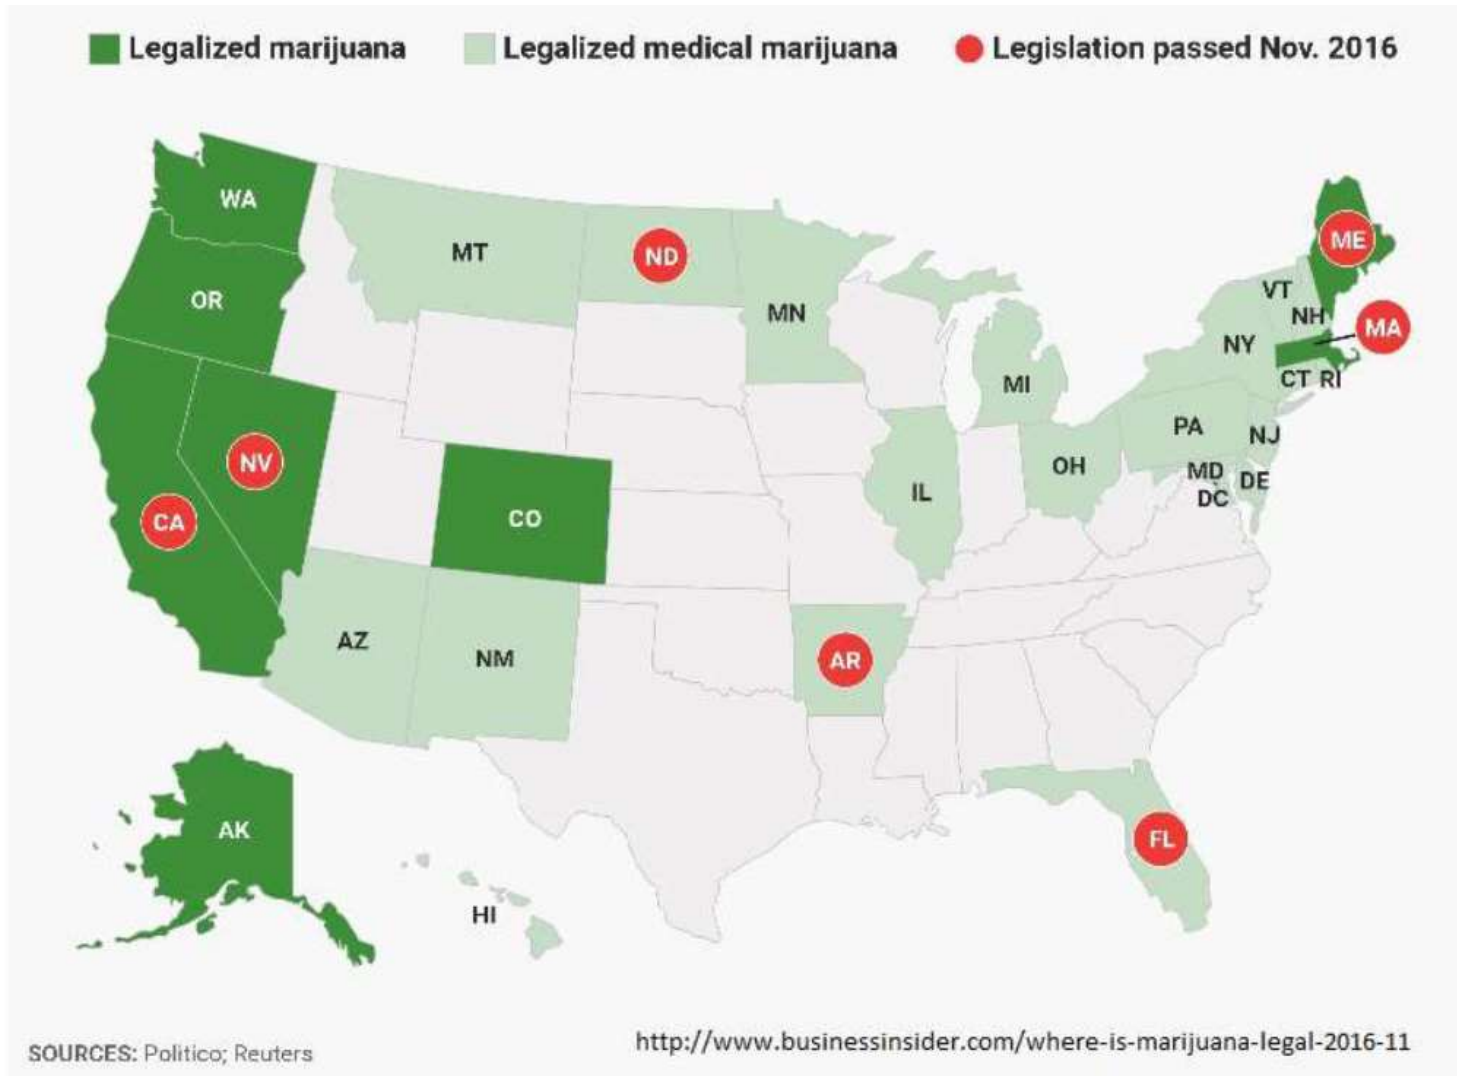 Legalized marijuana
Legalized medical marijuana
Legislation passed Nov. 2016
WA
MT
ND
ME
OR
VT
MN
NH
MA
NY
MI
CT RI
PA
NJ
NV
OH
MD
DE
IL
DC
CA
CO
AZ
NM
AR
AK
FL
HI
http://www.businessinsider.com/where-is-marijuana-legal-2016-11
SOURCES: Politico; Reuters